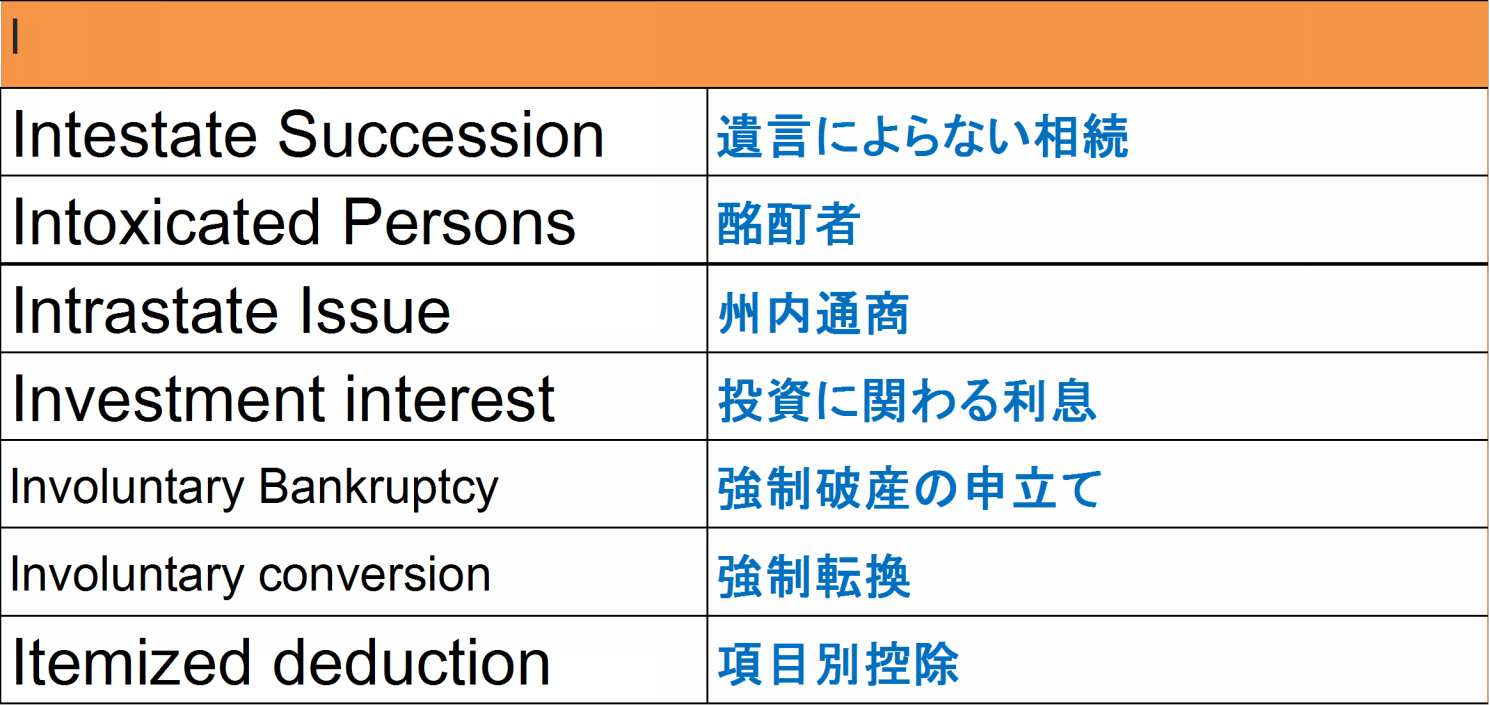 I
Intestate Succession 遺言によらない相続
Intoxicated Persons 酩酊者
Intrastate Issue 州内通商
Investment interest 投資に関わる利息
Involuntary Bankruptcy 強制破産の申立て
Involuntary conversion 強制転換
Itemized deduction 項目別控除